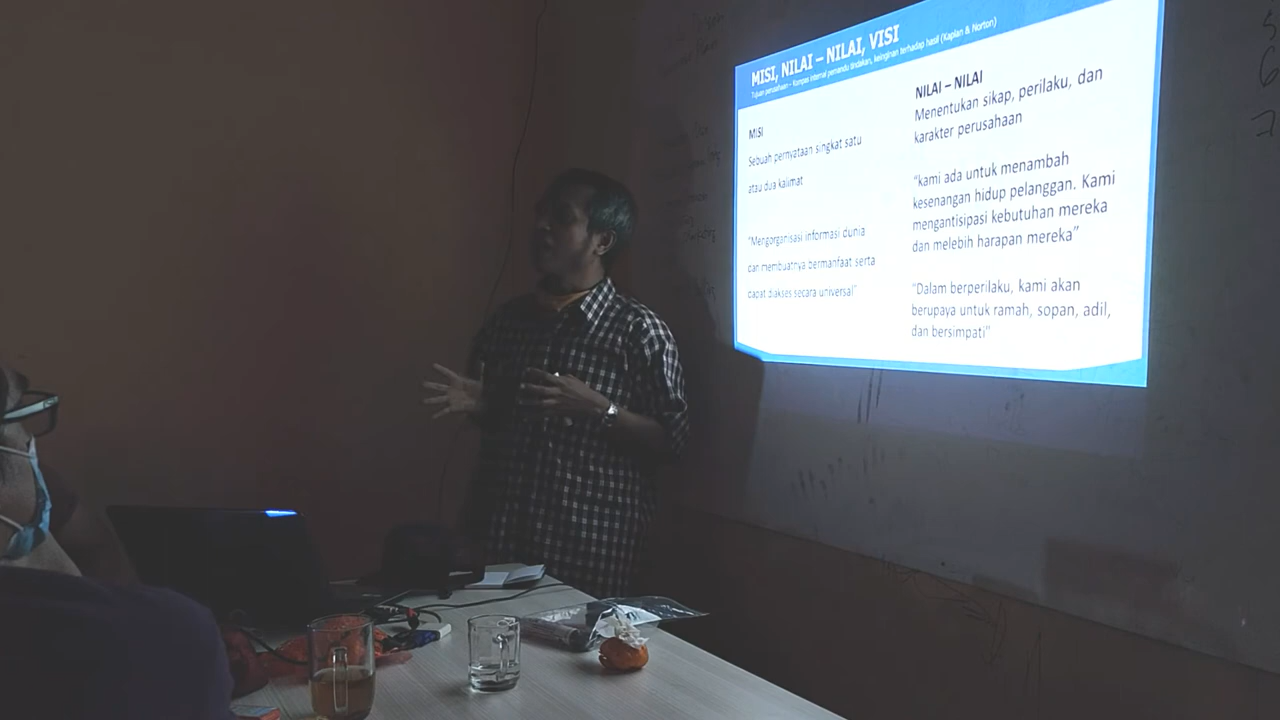 MISI, NILAI – NILAI, VISI
Tujuan perusahaan – Kompas internal pemandu tindakan, keinginan terhadap hasil (Kaplan & Norton)
MISI
Sebuah pernyataan singkat satu
atau dua kalimat
"Mengorganisasi informasi dunia
dan membuatnya bermanfaat serta
dapat diakses secara universal"
NILAI – NILAI
Menentukan sikap, perilaku, dan
karakter perusahaan
"kami ada untuk menambah
kesenangan hidup pelanggan. Kami
mengantisipasi kebutuhan mereka
dan melebih harapan mereka"
"Dalam berperilaku, kami akan
berupaya untuk ramah, sopan, adil,
dan bersimpati"